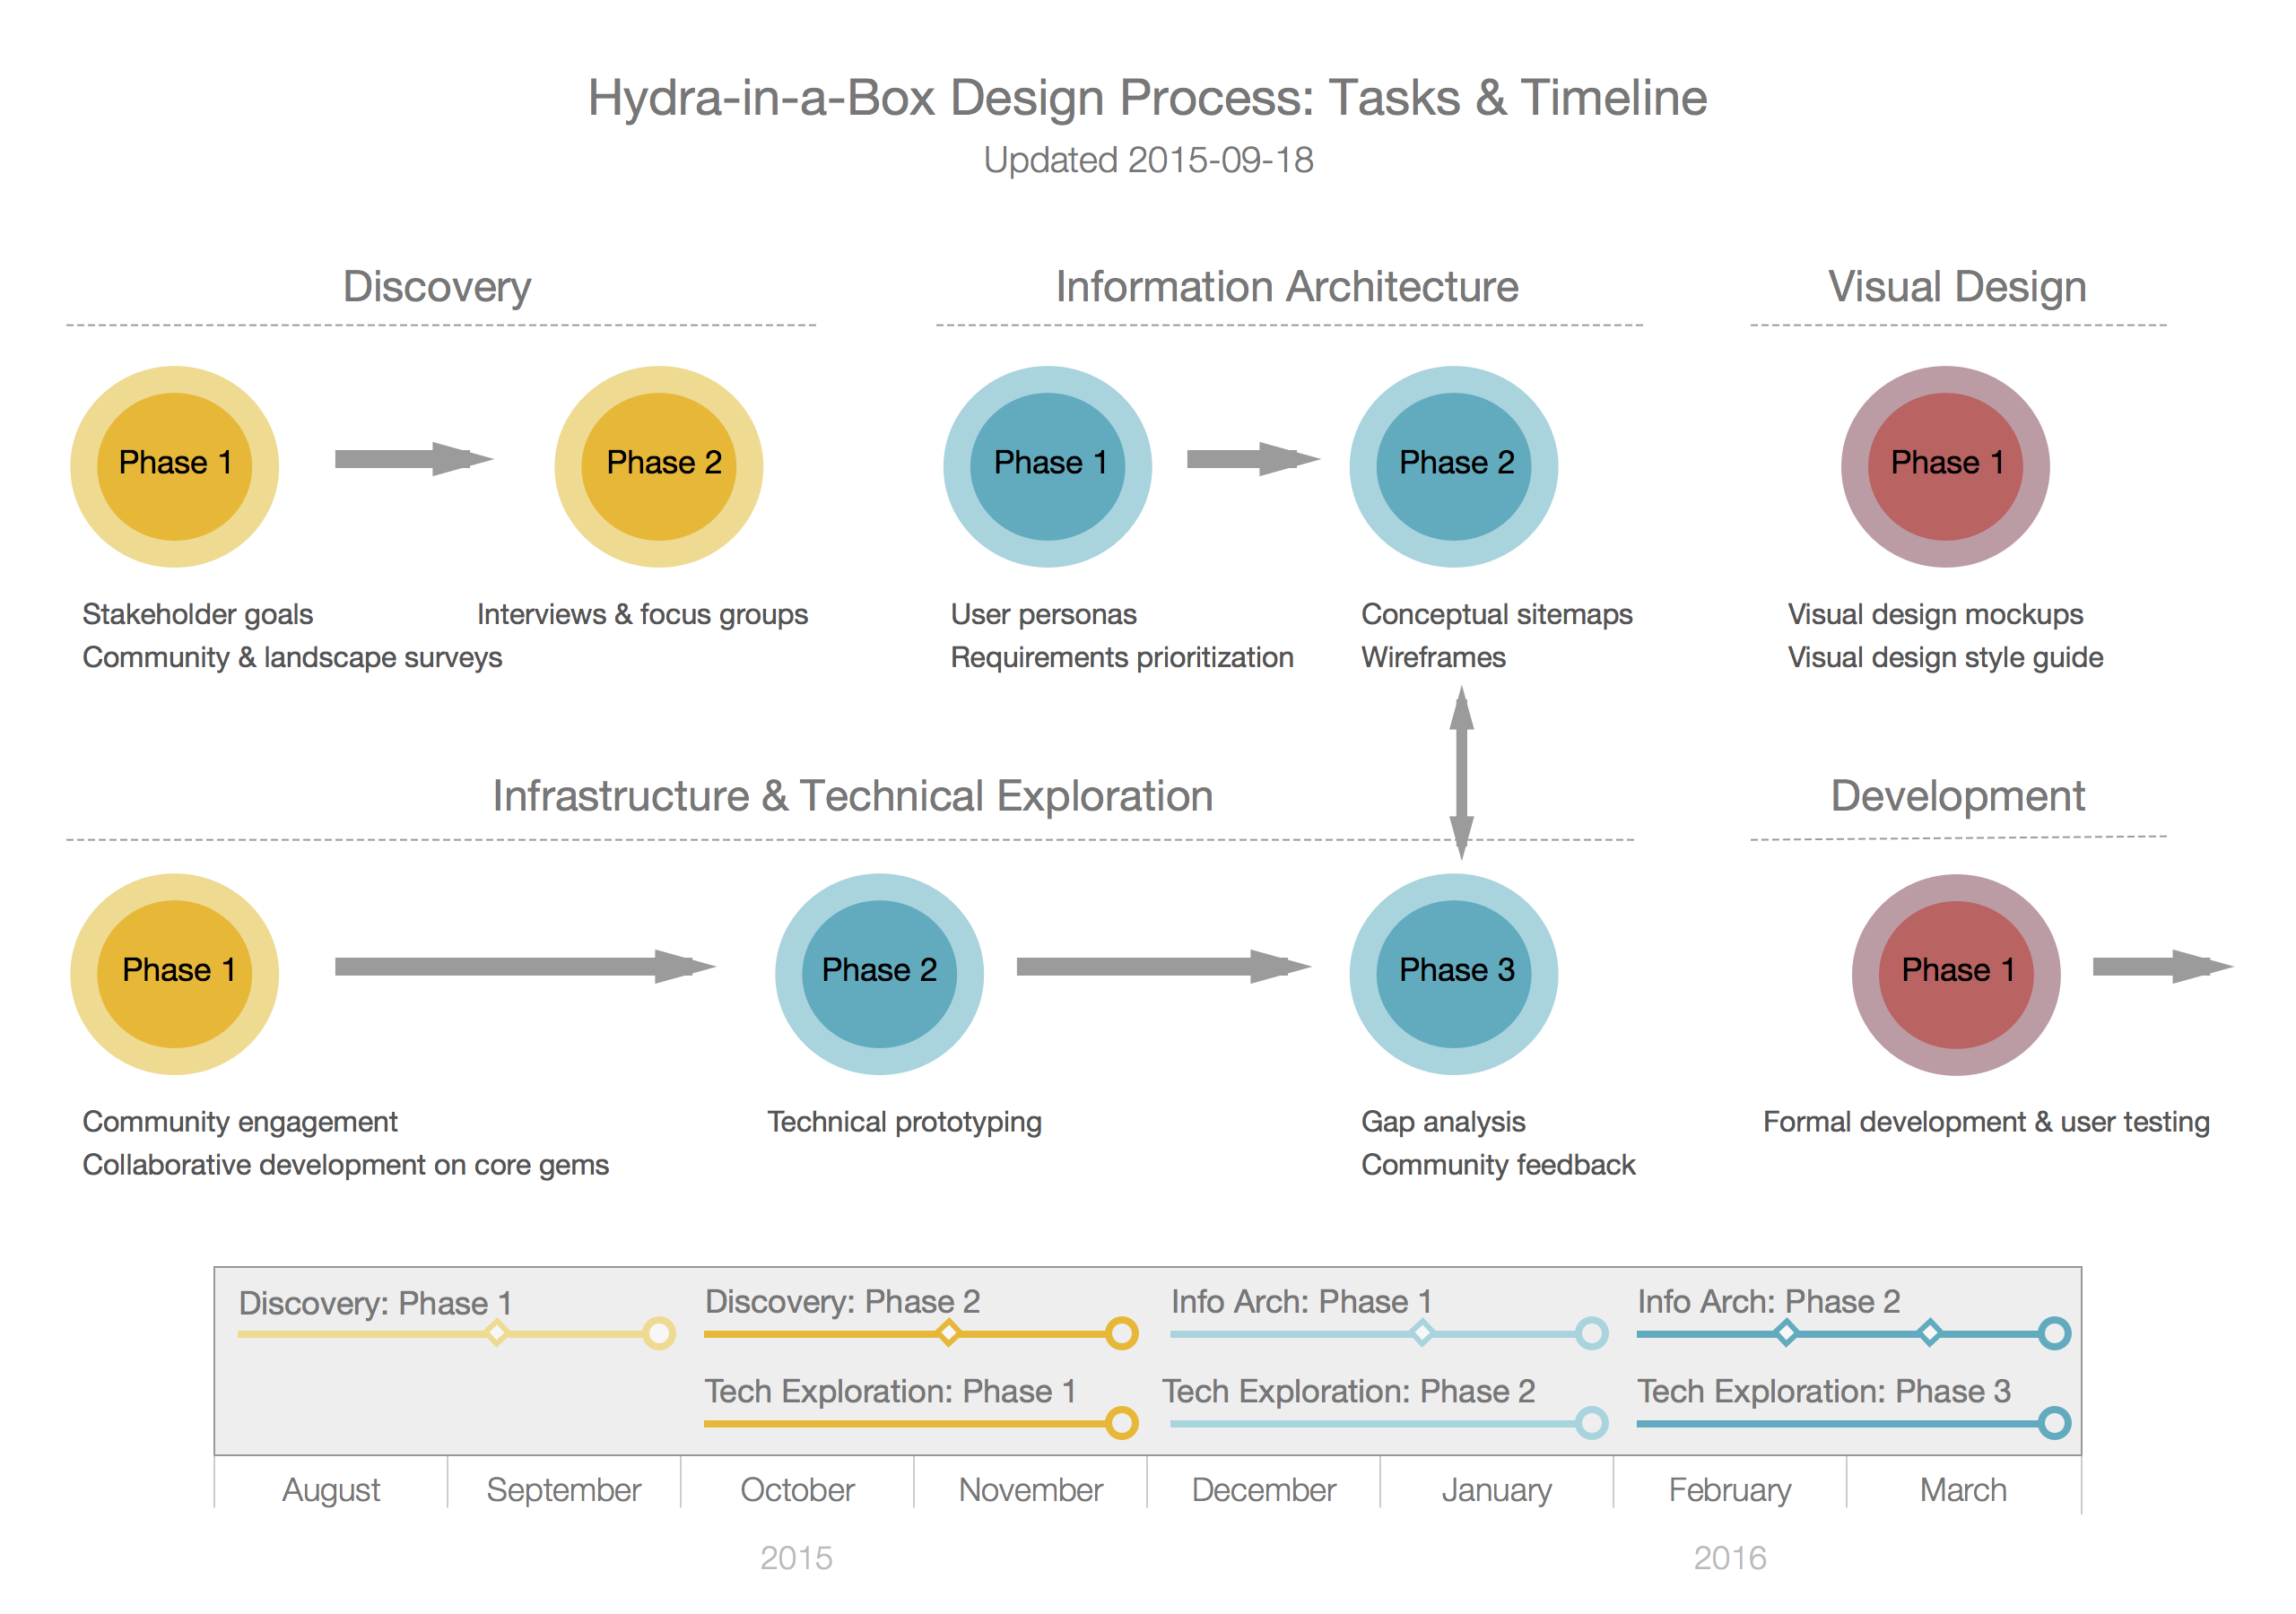 Hydra-in-a-Box Design Process: Tasks & Timeline
Updated 2015-09-18
Discovery
Information Architecture
Visual Design
Phase 1
Phase 2
Phase 1
Phase 2
Phase 1
Stakeholder goals
Community & landscape surveys
Interviews & focus groups
User personas
Requirements prioritization
Conceptual sitemaps
Wireframes
Visual design mockups
Visual design style guide
Infrastructure & Technical Exploration
Development
Phase 1
Phase 2
Phase 3
Phase 1
Community engagement
Collaborative development on core gems
Technical prototyping
Gap analysis
Community feedback
Formal development & user testing
Discovery: Phase 1
Discovery: Phase 2
Info Arch: Phase 1
Info Arch: Phase 2
Tech Exploration: Phase 1
Tech Exploration: Phase 2
Tech Exploration: Phase 3
August
September
October
November
December
January
February
March
2015
2016